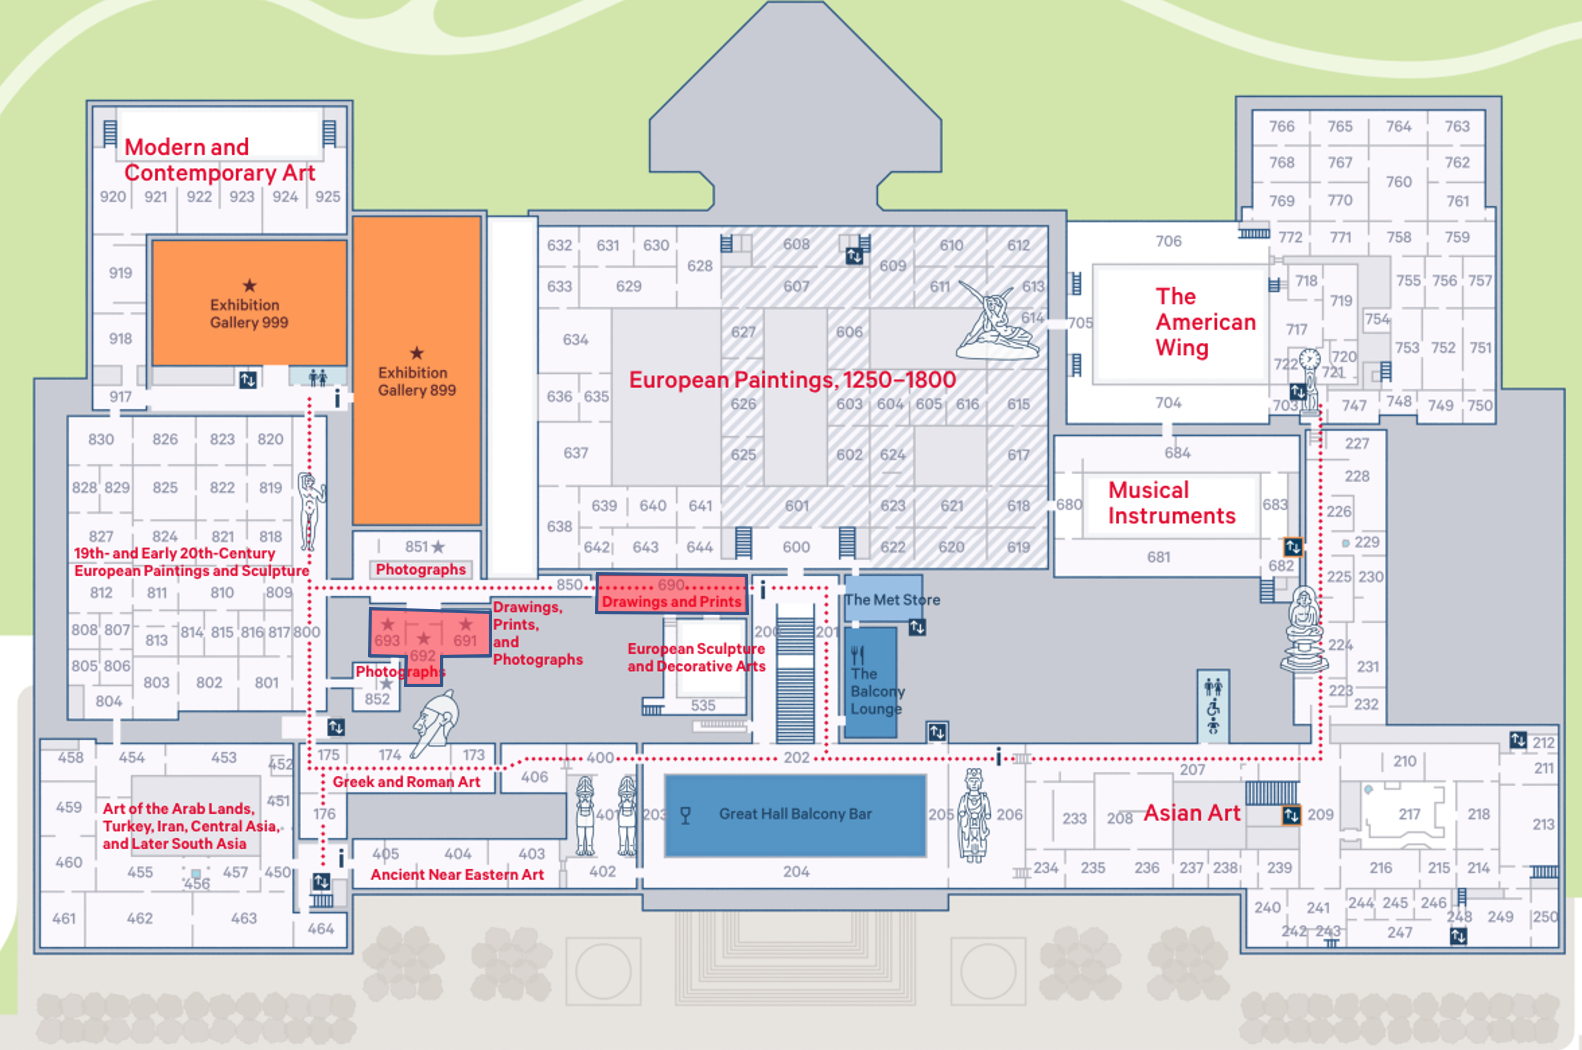 Modern and
Contemporary Art
920 921 922 923 924 925
919
918
917
★
Exhibition
Gallery 999
★
Exhibition
Gallery 899
i
830 826 823 820
828 829 825 822 819
827 824 821 818
19th- and Early 20th-Century
European Paintings and Sculpture
812 811 810 809
808 807 813 814 815 816 817 800
805 806
804 803 802 801
851 ★
Photographs
850
690
Drawings and Prints
i
693 692 691
Drawings,
Prints,
and
Photographs
Photographs
852
632 631 630 628 608 610 612
633 629 607 609 611 613
634 627 606 614
European Paintings, 1250–1800
636 635 626 603 604 605 616 615
637 625 602 624 617
638 639 640 641 601 623 621 618
642 643 644 600 622 620 619
European Sculpture
and Decorative Arts
535
200 201
The Met Store
The
Balcony
Lounge
706
705
The
American
Wing
704
703
766 765 764 763
768 767 760 762
769 770 761
772 771 758 759
718 719 755 756 757
717 754 753 752 751
722 720 721
747 748 749 750
684
Musical
Instruments
680 683
681 682
227
228
226
229
225 230
224
231
223
232
458 454 453 452
459 451
Art of the Arab Lands,
Turkey, Iran, Central Asia,
and Later South Asia
460 455 456 457 450
461 462 463 464
175 174 173
Greek and Roman Art
176
i
406 400
401
405 404 403
Ancient Near Eastern Art
402
202
203
Great Hall Balcony Bar
204
205 206
i
207
233 208
Asian Art
209
234 235 236 237 238 239
210
212
211
217 218 213
216 215 214
240 241 244 245 246 248 249 250
242 243 247